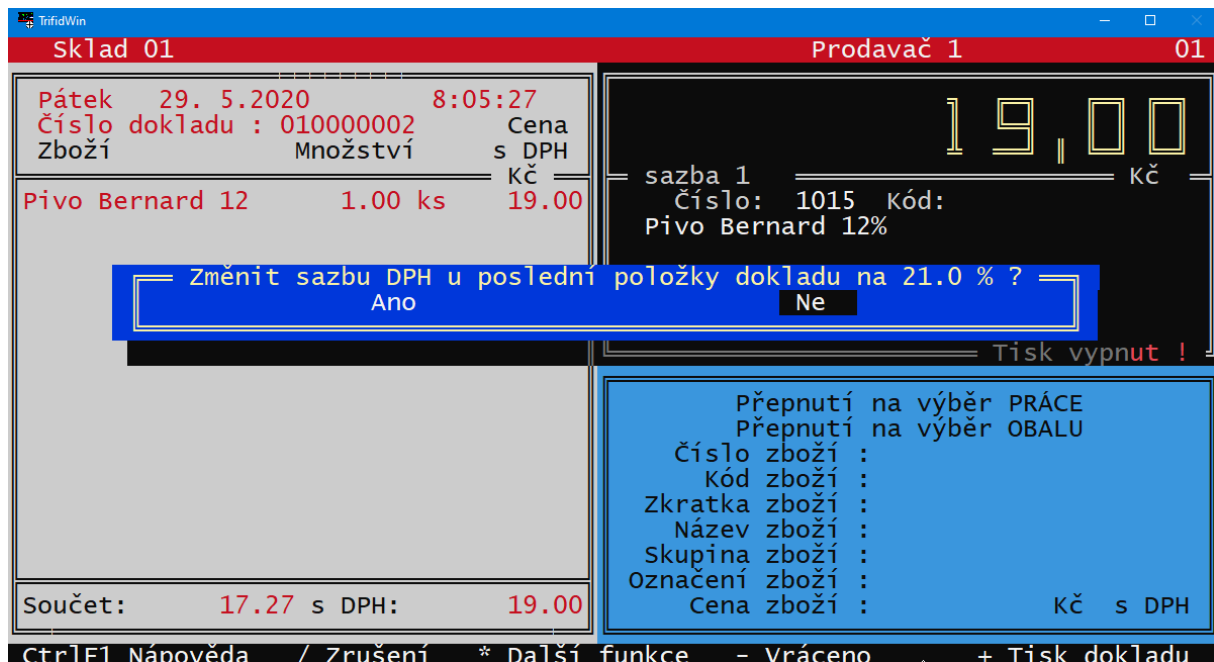 TrifidWin
Sklad 01 Prodavač 1 01
Pátek 29. 5.2020 8:05:27
Číslo dokladu : 010000002 Cena
Zboží Množství s DPH
Kč
Pivo Bernard 12 1.00 ks 19.00
19,00
sazba 1 Kč
Číslo: 1015 Kód:
Pivo Bernard 12%
Změnit sazbu DPH u poslední položky dokladu na 21.0 % ?
Ano Ne
Tisk vypnut !
Přepnutí na výběr PRÁCE
Přepnutí na výběr OBALU
Číslo zboží :
Kód zboží :
Zkratka zboží :
Název zboží :
Skupina zboží :
Označení zboží :
Cena zboží : Kč s DPH
Součet: 17.27 s DPH: 19.00
CtrlF1 Nápověda / Zrušení * Další funkce - Vráceno + Tisk dokladu